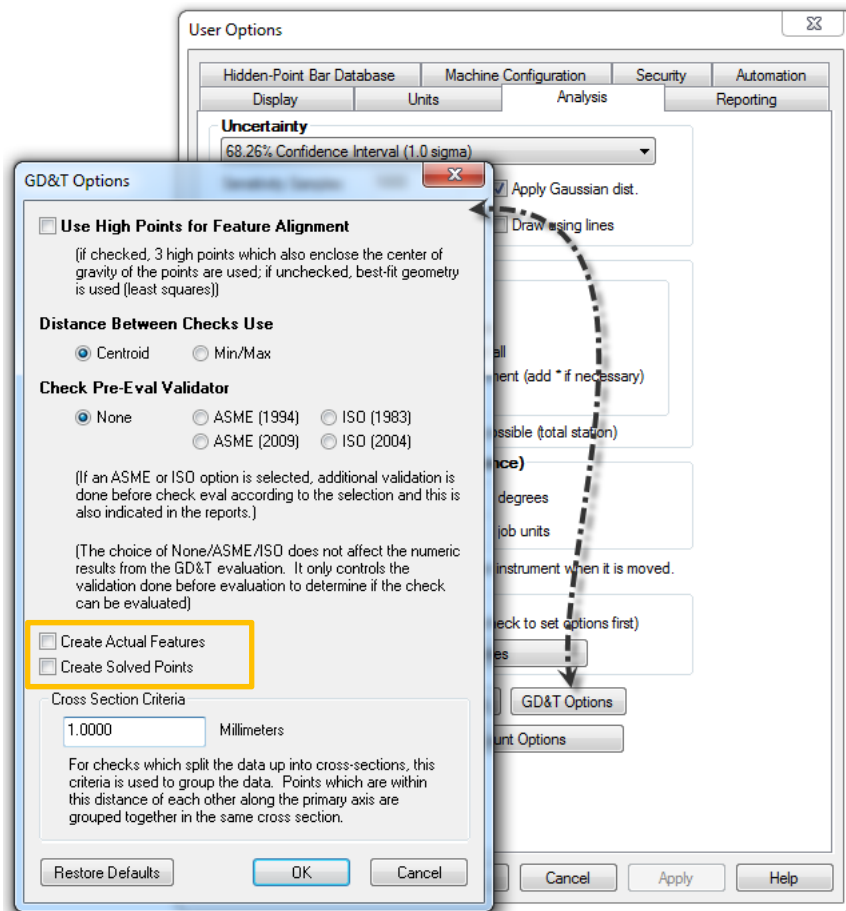 User Options
Hidden-Point Bar Database
Machine Configuration
Security
Automation
Display
Units
Analysis
Reporting
Uncertainty
68.26% Confidence Interval (1.0 sigma)
Apply Gaussian dist.
Draw using lines
all
ment (add * if necessary)
ossible (total station)
nce)
degrees
job units
instrument when it is moved.
eck to set options first)
es
GD&T Options
unt Options
Cancel
Apply
Help
GD&T Options
Use High Points for Feature Alignment
(if checked, 3 high points which also enclose the center of
gravity of the points are used; if unchecked, best-fit geometry
is used (least squares))
Distance Between Checks Use
Centroid
Min/Max
Check Pre-Eval Validator
None
ASME (1994)
ISO (1983)
ASME (2009)
ISO (2004)
(If an ASME or ISO option is selected, additional validation is
done before check eval according to the selection and this is
also indicated in the reports.)
(The choice of None/ASME/ISO does not affect the numeric
results from the GD&T evaluation. It only controls the
validation done before evaluation to determine if the check
can be evaluated)
Create Actual Features
Create Solved Points
Cross Section Criteria
1.0000
Millimeters
For checks which split the data up into cross-sections, this
criteria is used to group the data. Points which are within
this distance of each other along the primary axis are
grouped together in the same cross section.
Restore Defaults
OK
Cancel